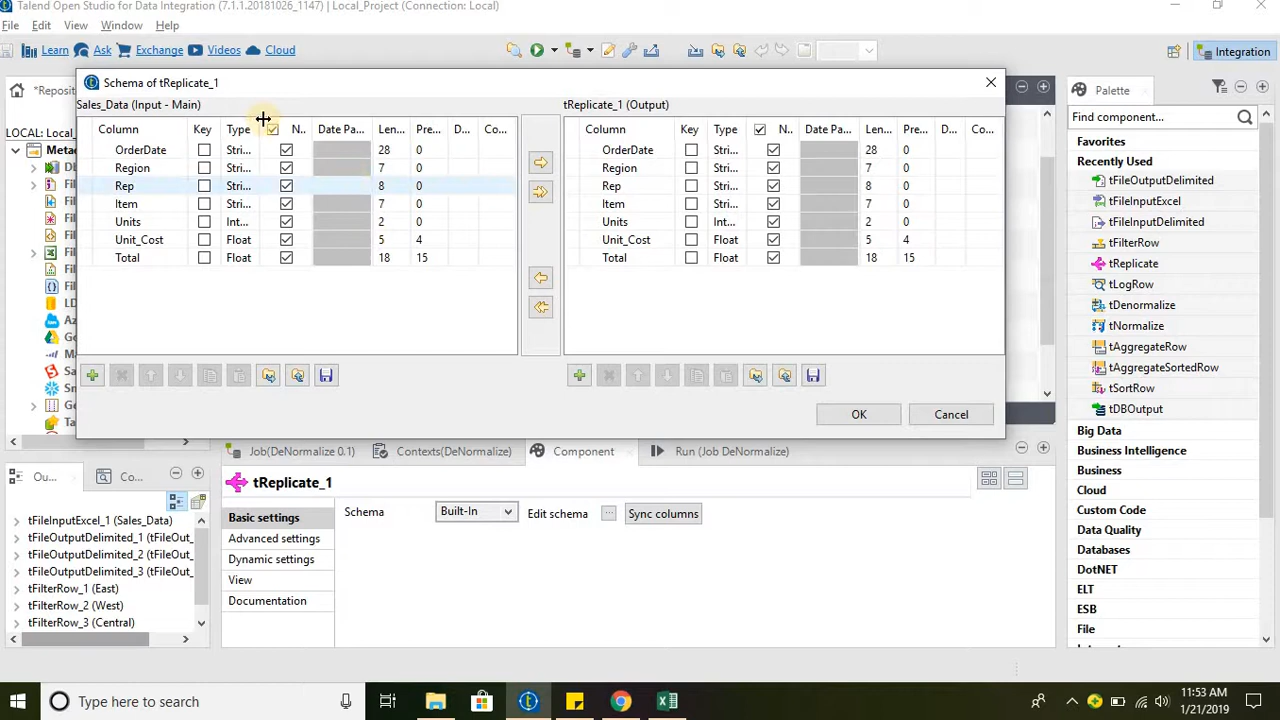 Talend Open Studio for Data Integration (7.1.1.20181026_1147) | Local_Project (Connection: Local)
File Edit View Window Help
Learn Ask Exchange Videos Cloud Integration
Schema of tReplicate_1
Sales_Data (Input - Main) tReplicate_1 (Output)
Column Key Type N.. Date Pa... Len... Pre... D... Co... Column Key Type N.. Date Pa... Len... Pre... D... Co...
OrderDate Stri... 28 0 OrderDate Stri... 28 0
Region Stri... 7 0 Region Stri... 7 0
Rep Stri... 8 0 Rep Stri... 8 0
Item Stri... 7 0 Item Stri... 7 0
Units Int... 2 0 Units Int... 2 0
Unit_Cost Float 5 4 Unit_Cost Float 5 4
Total Float 18 15 Total Float 18 15
OK Cancel
*Reposit
LOCAL: Local_
Meta
Palette
Find component...
Favorites
Recently Used
tFileOutputDelimited
tFileInputExcel
tFileInputDelimited
tFilterRow
tReplicate
tLogRow
tDenormalize
tNormalize
tAggregateRow
tAggregateSortedRow
tSortRow
tDBOutput
Big Data
Business Intelligence
Business
Cloud
Custom Code
Data Quality
Databases
DotNET
ELT
ESB
File
Job(DeNormalize 0.1) Contexts(DeNormalize) Component Run (Job DeNormalize)
Ou... Co...
tReplicate_1
Basic settings
Advanced settings
Dynamic settings
View
Documentation
Schema Built-In Edit schema ... Sync columns
tFileInputExcel_1 (Sales_Data)
tFileOutputDelimited_1 (tFileOut_
tFileOutputDelimited_2 (tFileOut_
tFileOutputDelimited_3 (tFileOut_
tFilterRow_1 (East)
tFilterRow_2 (West)
tFilterRow_3 (Central)
Type here to search
11:53 AM
1/21/2019